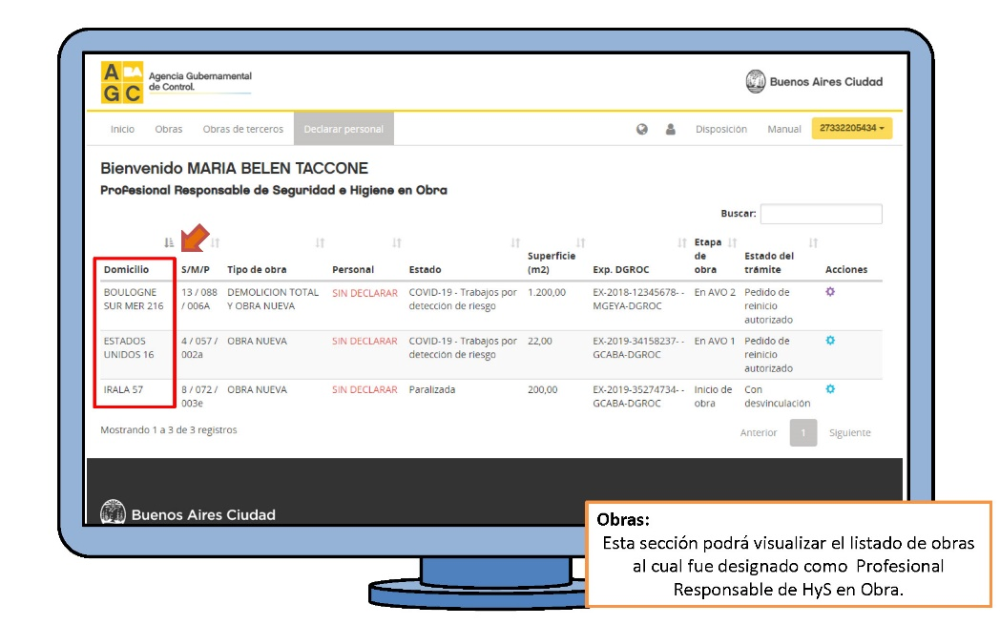 A BA
G C
Agencia Gubernamental
de Control.
Buenos Aires Ciudad
Inicio Obras Obras de terceros Declarar personal Disposición Manual 27332205434
Bienvenido MARIA BELEN TACCONE
Profesional Responsable de Seguridad e Higiene en Obra
Buscar:
Domicilio S/M/P Tipo de obra Personal Estado Superficie (m2) Exp. DGROC Etapa de obra Estado del trámite Acciones
BOULOGNE 13 / 088 DEMOLICION TOTAL SIN DECLARAR COVID-19 - Trabajos por 1.200,00 EX-2018-12345678- - En AVO 2 Pedido de
SUR MER 216 / 006A Y OBRA NUEVA detección de riesgo MGEYA-DGROC reinicio
autorizado
ESTADOS 4 / 057 / OBRA NUEVA SIN DECLARAR COVID-19 - Trabajos por 22,00 EX-2019-34158237- - En AVO 1 Pedido de
UNIDOS 16 002a detección de riesgo GCABA-DGROC reinicio
autorizado
IRALA 57 8 / 072 / OBRA NUEVA SIN DECLARAR Paralizada 200,00 EX-2019-35274734- - Inicio de Con
003e GCABA-DGROC obra desvinculación
Mostrando 1 a 3 de 3 registros
Anterior 1 Siguiente
Buenos Aires Ciudad
Obras:
Esta sección podrá visualizar el listado de obras
al cual fue designado como Profesional
Responsable de HyS en Obra.